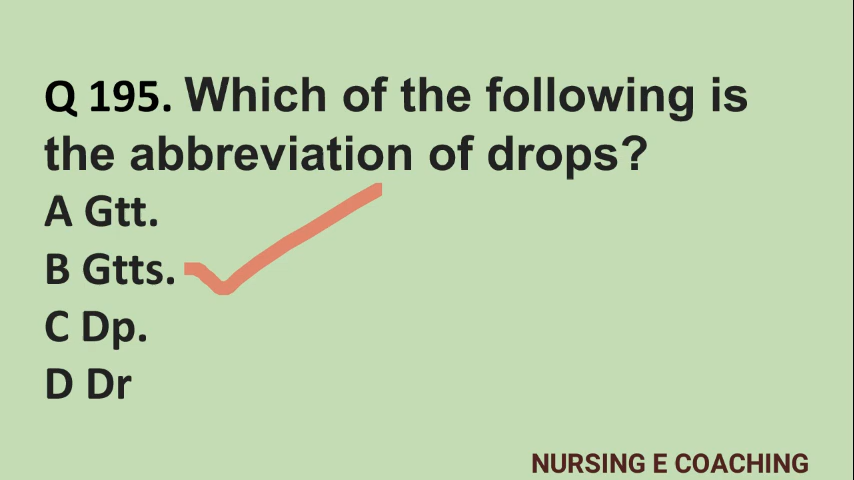 Q 195. Which of the following is
the abbreviation of drops?
A Gtt.
B Gtts.
C Dp.
D Dr
NURSING E COACHING